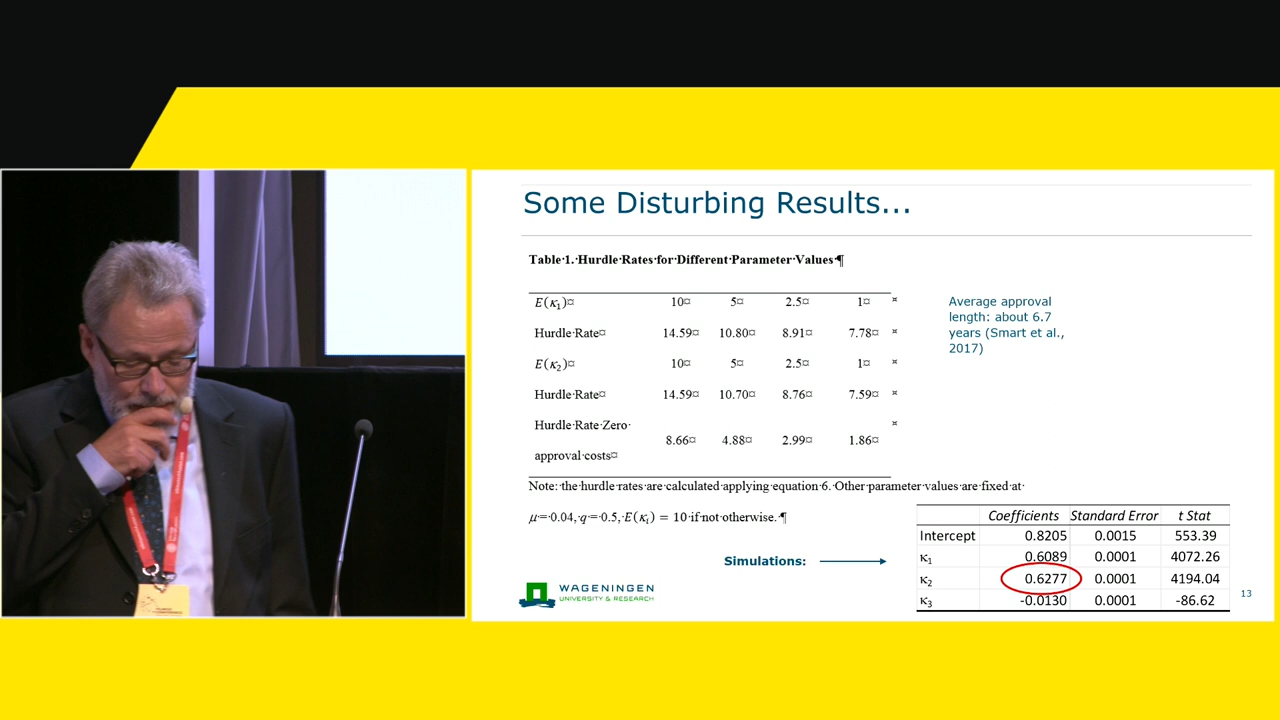 Some Disturbing Results...
Table·1.·Hurdle·Rates·for·Different·Parameter·Values·¶
E(κ₁)¤ 10¤ 5¤ 2.5¤ 1¤ ¤
Hurdle·Rate¤ 14.59¤ 10.80¤ 8.91¤ 7.78¤ ¤
E(κ₂)¤ 10¤ 5¤ 2.5¤ 1¤ ¤
Hurdle·Rate¤ 14.59¤ 10.70¤ 8.76¤ 7.59¤ ¤
Hurdle·Rate·Zero·
approval·costs¤ 8.66¤ 4.88¤ 2.99¤ 1.86¤ ¤
Note:·the·hurdle·rates·are·calculated·applying·equation·6.·Other·parameter·values·are·fixed·at·
μ·=·0.04,·q·=·0.5,·E(κᵢ) = 10·if·not·otherwise.·¶
Average approval
length: about 6.7
years (Smart et al.,
2017)
Simulations:
Coefficients Standard Error t Stat
Intercept 0.8205 0.0015 553.39
κ₁ 0.6089 0.0001 4072.26
κ₂ 0.6277 0.0001 4194.04
κ₃ -0.0130 0.0001 -86.62
WAGENINGEN
UNIVERSITY & RESEARCH
13